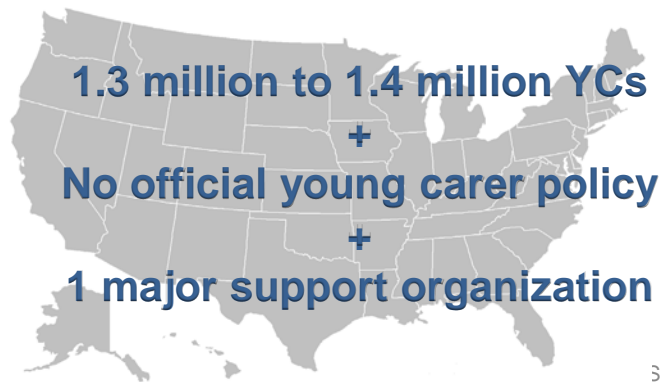 1.3 million to 1.4 million YCs
+
No official young carer policy
+
1 major support organization